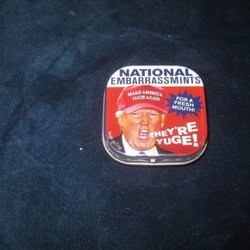 NATIONAL
EMBARRASSMINTS
FOR A
FRESH
MOUTH!
MAKE AMERICA
HATE AGAIN
THEY'RE
YUGE!